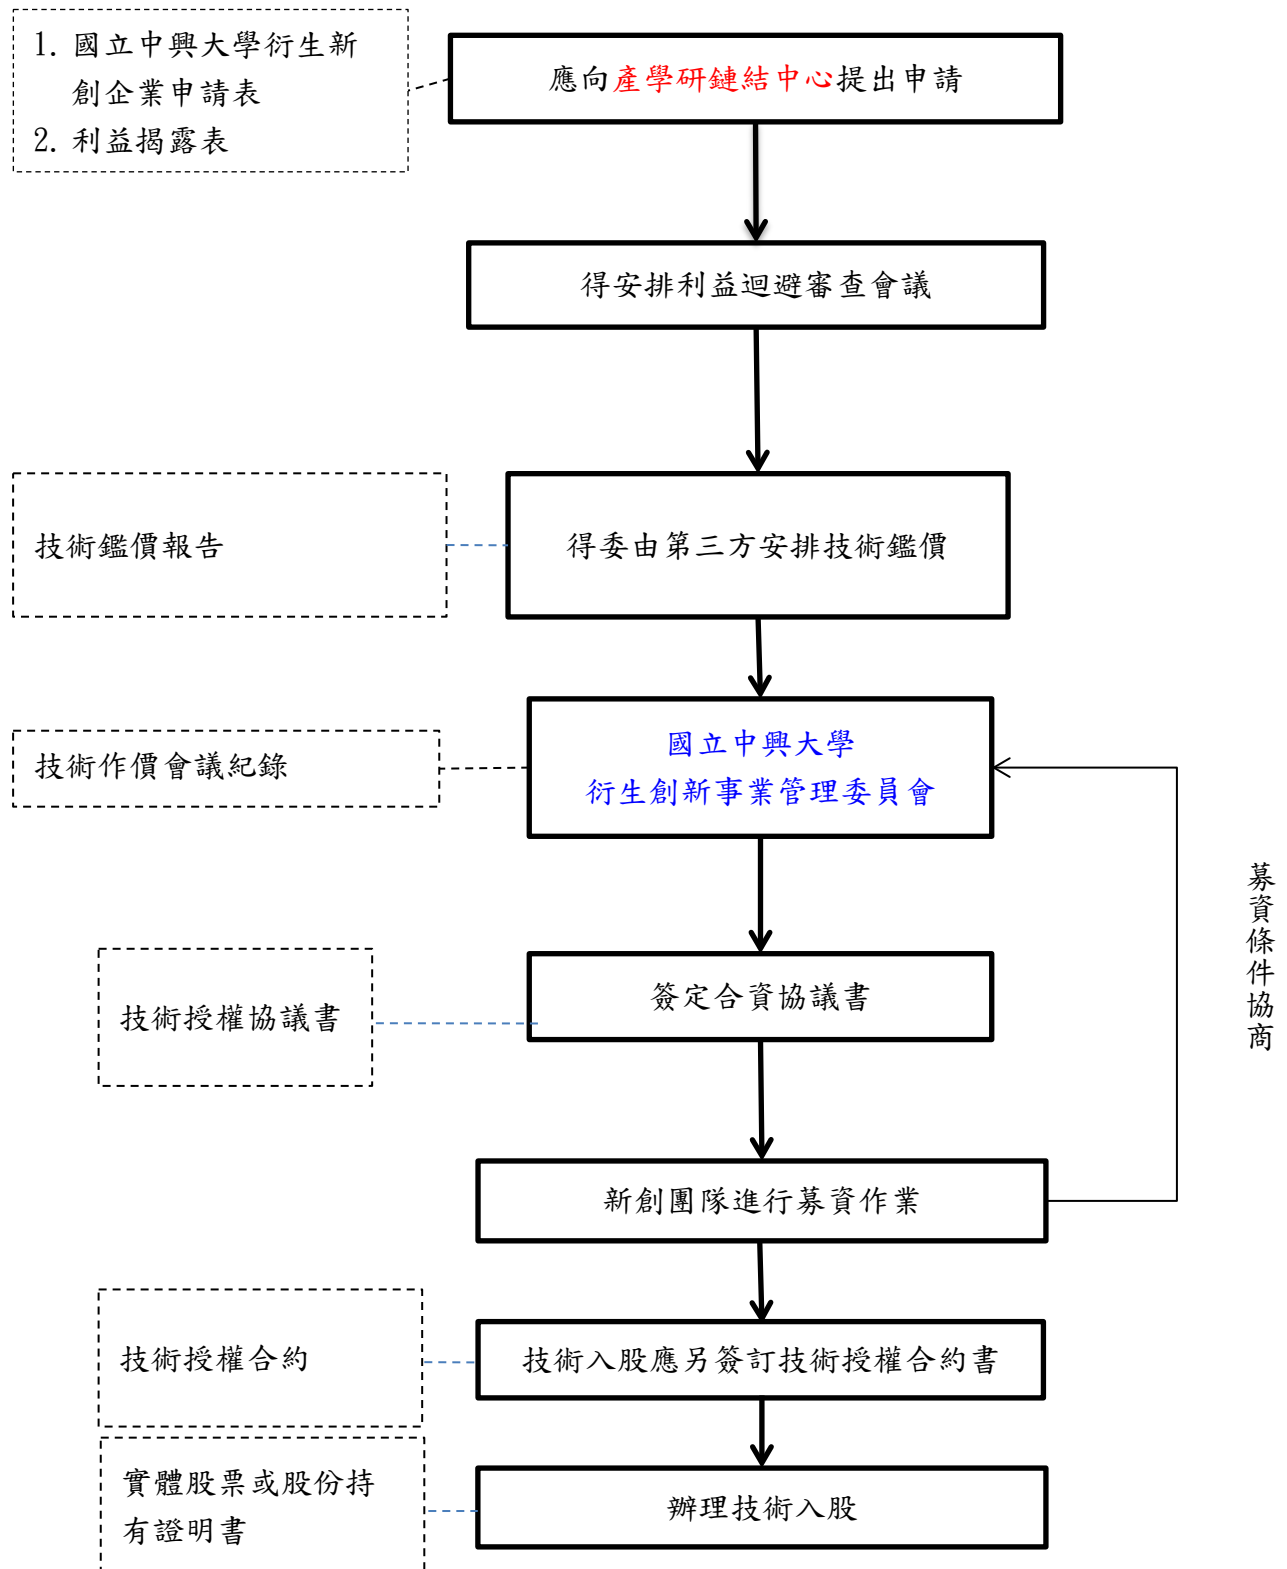 1. 國立中興大學衍生新
創企業申請表
2. 利益揭露表
應向產學研鏈結中心提出申請
得安排利益迴避審查會議
技術鑑價報告
得委由第三方安排技術鑑價
技術作價會議紀錄
國立中興大學
衍生創新事業管理委員會
募資條件協商
技術授權協議書
簽定合資協議書
新創團隊進行募資作業
技術授權合約
技術入股應另簽訂技術授權合約書
實體股票或股份持
有證明書
辦理技術入股